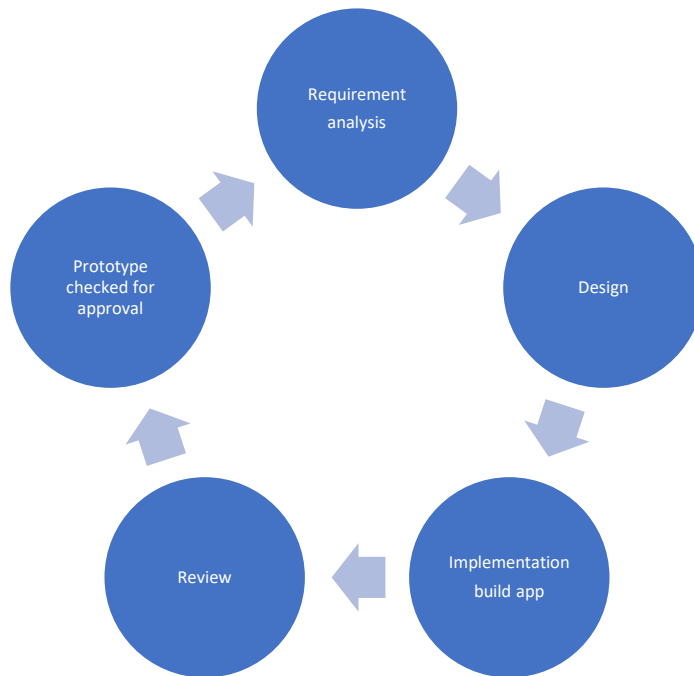 Requirement
analysis
Design
Implementation
build app
Review
Prototype
checked for
approval